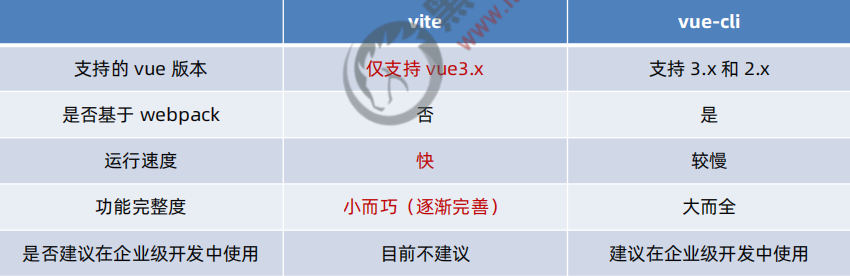 vite vue-cli
支持的 vue 版本 仅支持 vue3.x 支持 3.x 和 2.x
是否基于 webpack 否 是
运行速度 快 较慢
功能完整度 小而巧（逐渐完善） 大而全
是否建议在企业级开发中使用 目前不建议 建议在企业级开发中使用